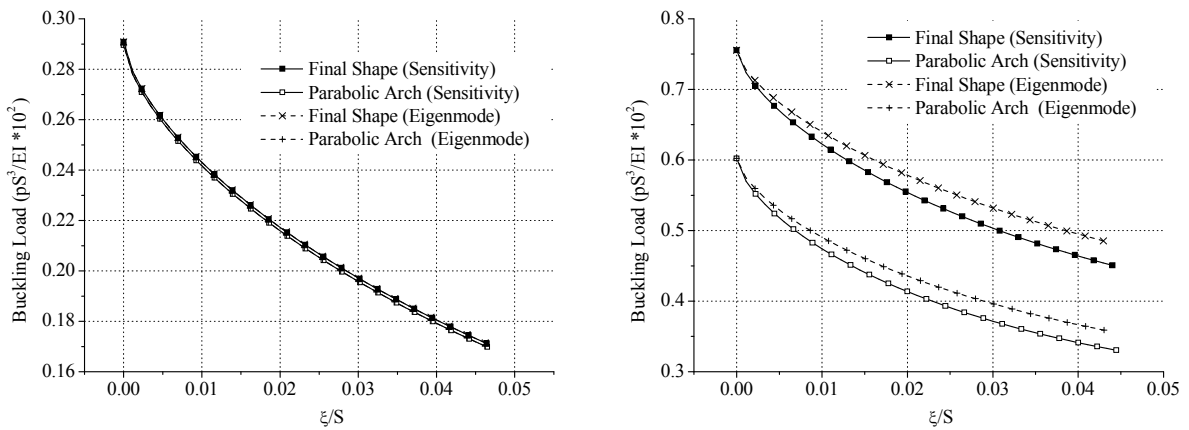 0.30
0.28
0.26
0.24
0.22
0.20
0.18
0.16
Buckling Load (pS³/EI *10²)
Final Shape (Sensitivity)
Parabolic Arch (Sensitivity)
Final Shape (Eigenmode)
Parabolic Arch (Eigenmode)
0.00 0.01 0.02 0.03 0.04 0.05
ξ/S
0.8
0.7
0.6
0.5
0.4
0.3
Buckling Load (pS³/EI *10²)
Final Shape (Sensitivity)
Parabolic Arch (Sensitivity)
Final Shape (Eigenmode)
Parabolic Arch (Eigenmode)
0.00 0.01 0.02 0.03 0.04 0.05
ξ/S